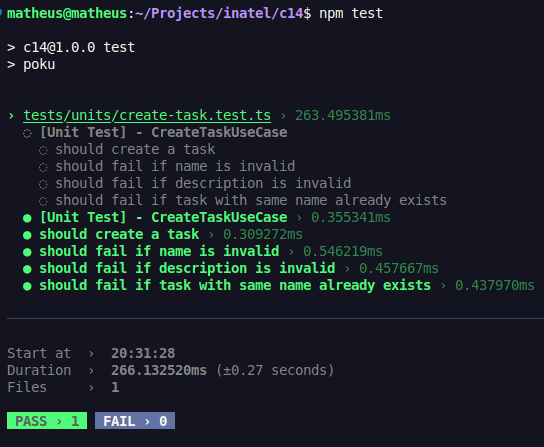 matheus@matheus:~/Projects/inatel/c14$ npm test
> c14@1.0.0 test
> poku
› tests/units/create-task.test.ts › 263.495381ms
◌ [Unit Test] - CreateTaskUseCase
◌ should create a task
◌ should fail if name is invalid
◌ should fail if description is invalid
◌ should fail if task with same name already exists
● [Unit Test] - CreateTaskUseCase › 0.355341ms
● should create a task › 0.309272ms
● should fail if name is invalid › 0.546219ms
● should fail if description is invalid › 0.457667ms
● should fail if task with same name already exists › 0.437970ms
Start at › 20:31:28
Duration › 266.132520ms (±0.27 seconds)
Files › 1
PASS › 1 FAIL › 0